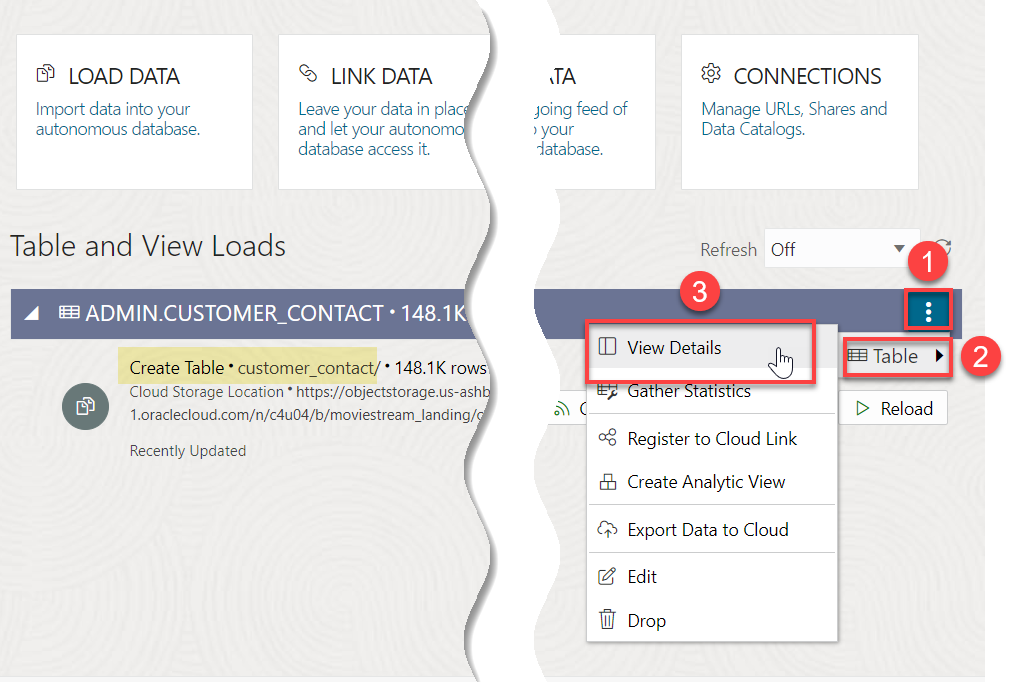 LOAD DATA
Import data into your
autonomous database.
LINK DATA
Leave your data in place
and let your autonomo
database access it.
TA
going feed of
your
database.
CONNECTIONS
Manage URLs, Shares and
Data Catalogs.
Table and View Loads
Refresh Off
1
3
ADMIN.CUSTOMER_CONTACT • 148.1K
Create Table • customer_contact/ • 148.1K rows
Cloud Storage Location • https://objectstorage.us-ashb
1.oraclecloud.com/n/c4u04/b/moviestream_landing/
Recently Updated
Table
2
Reload
View Details
Gather Statistics
Register to Cloud Link
Create Analytic View
Export Data to Cloud
Edit
Drop